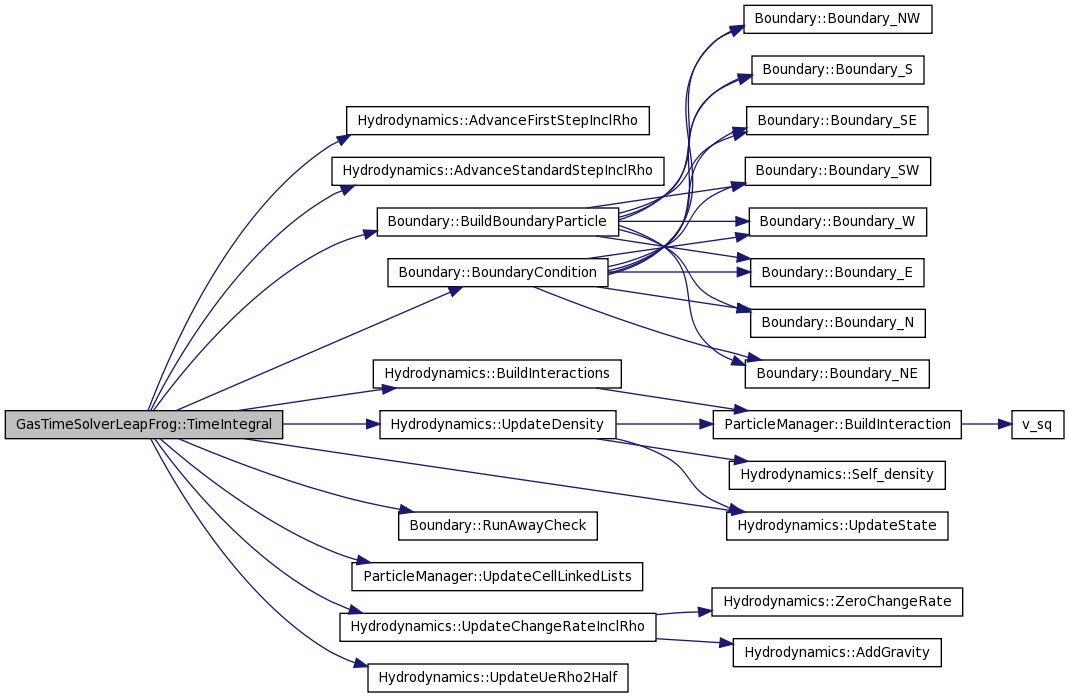 Boundary::Boundary_NW
Boundary::Boundary_S
Hydrodynamics::AdvanceFirstStepInclRho
Boundary::Boundary_SE
Hydrodynamics::AdvanceStandardStepInclRho
Boundary::Boundary_SW
Boundary::BuildBoundaryParticle
Boundary::Boundary_W
Boundary::BoundaryCondition
Boundary::Boundary_E
Boundary::Boundary_N
Hydrodynamics::BuildInteractions
Boundary::Boundary_NE
GasTimeSolverLeapFrog::TimeIntegral
Hydrodynamics::UpdateDensity
ParticleManager::BuildInteraction
v_sq
Hydrodynamics::Self_density
Boundary::RunAwayCheck
Hydrodynamics::UpdateState
ParticleManager::UpdateCellLinkedLists
Hydrodynamics::ZeroChangeRate
Hydrodynamics::UpdateChangeRateInclRho
Hydrodynamics::AddGravity
Hydrodynamics::UpdateUeRho2Half